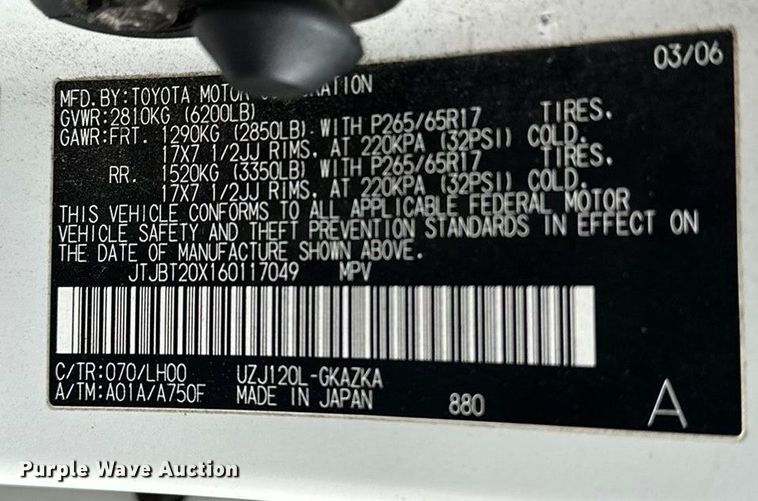 03/06
MFD. BY: TOYOTA MOTOR CORPORATION
GVWR: 2810KG (6200LB)
GAWR: FRT. 1290KG (2850LB) WITH P265/65R17 TIRES,
17X7 1/2JJ RIMS, AT 220KPA (32PSI) COLD.
RR. 1520KG (3350LB) WITH P265/65R17 TIRES,
17X7 1/2JJ RIMS, AT 220KPA (32PSI) COLD.
THIS VEHICLE CONFORMS TO ALL APPLICABLE FEDERAL MOTOR
VEHICLE SAFETY AND THEFT PREVENTION STANDARDS IN EFFECT ON
THE DATE OF MANUFACTURE SHOWN ABOVE.
JTJBT20X160117049 MPV
C/TR: 070/LH00 UZJ120L-GKAZKA
A/TM: A01A/A750F MADE IN JAPAN 880 A
Purple Wave Auction